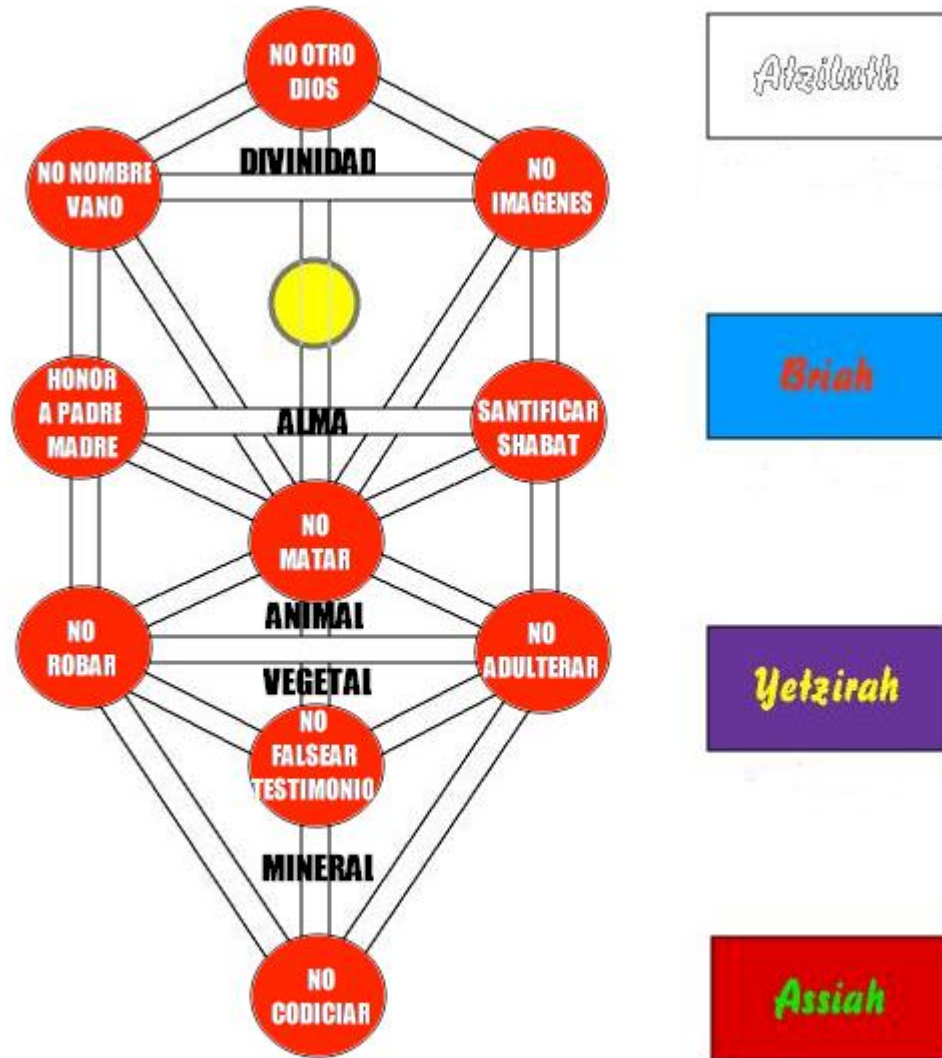 NO OTRO
DIOS
DIVINIDAD
NO NOMBRE
VANO
NO
IMAGENES
HONOR
A PADRE
MADRE
ALMA
SANTIFICAR
SHABAT
NO
MATAR
ANIMAL
NO
ROBAR
NO
ADULTERAR
VEGETAL
NO
FALSEAR
TESTIMONIO
MINERAL
NO
CODICIAR
Atziluth
Briah
Yetzirah
Assiah